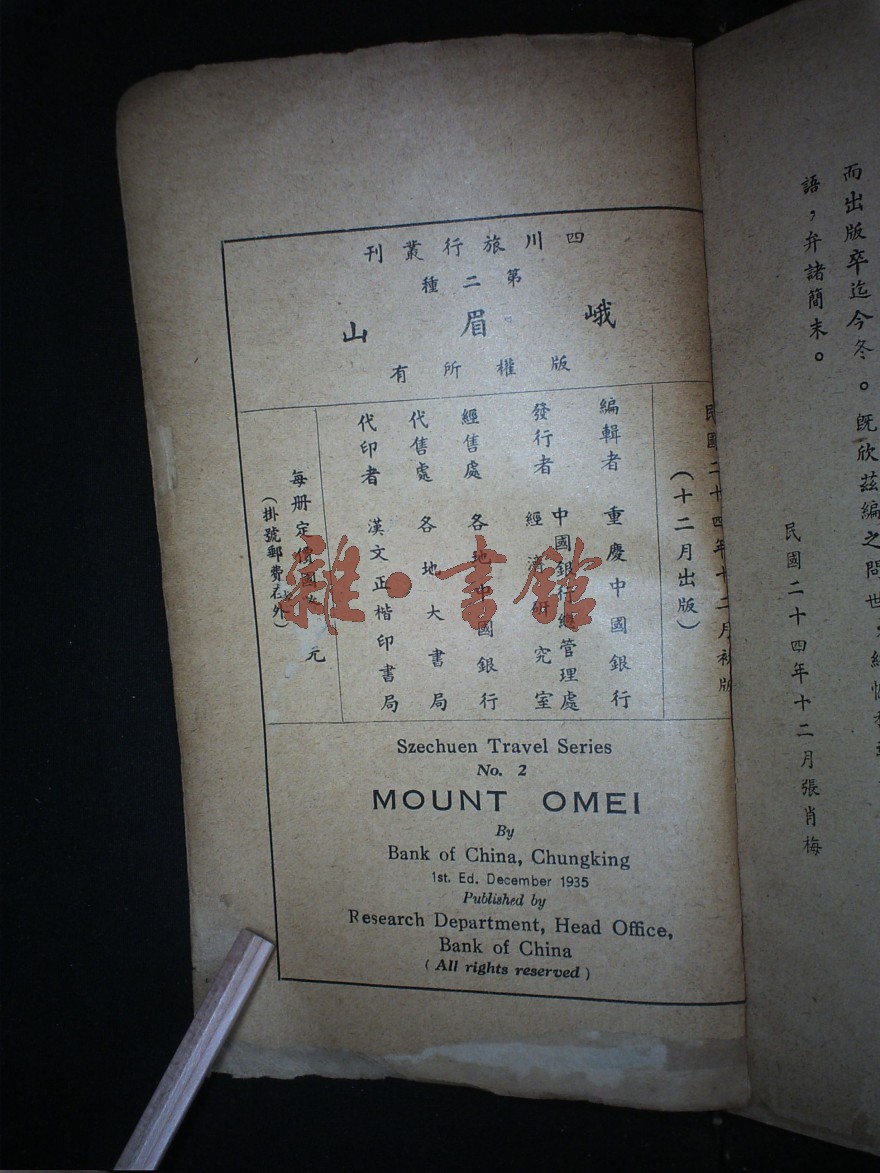 而出版卒迄今冬。既欣茲編之問世
語，弁諸簡末。
民國二十四年十二月張肖梅
四川旅行叢刊
第二種
峨眉山
版權所有
民國二十四年十二月初版
(十二月出版)
編輯者 重慶中國銀行
發行者 中國銀行總管理處
經濟研究室
經售處 各地中國銀行
代售處 各地大書局
代印者 漢文正楷印書局
每册定價國 元
(掛號郵費在外)
雜·書館
Szechuen Travel Series
No. 2
MOUNT OMEI
By
Bank of China, Chungking
1st. Ed. December 1935
Published by
Research Department, Head Office,
Bank of China
( All rights reserved )